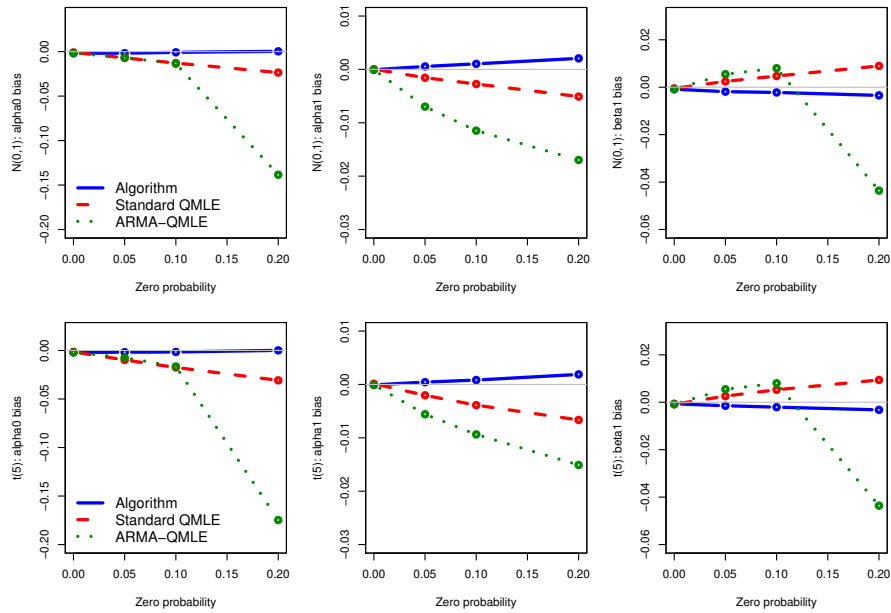 N(0,1): alpha0 bias
0.00
−0.05
−0.10
−0.15
−0.20
Algorithm
Standard QMLE
ARMA−QMLE
0.00 0.05 0.10 0.15 0.20
Zero probability
N(0,1): alpha1 bias
0.01
0.00
−0.01
−0.02
−0.03
0.00 0.05 0.10 0.15 0.20
Zero probability
N(0,1): beta1 bias
0.02
0.00
−0.02
−0.04
−0.06
0.00 0.05 0.10 0.15 0.20
Zero probability
t(5): alpha0 bias
0.00
−0.05
−0.10
−0.15
−0.20
Algorithm
Standard QMLE
ARMA−QMLE
0.00 0.05 0.10 0.15 0.20
Zero probability
t(5): alpha1 bias
0.01
0.00
−0.01
−0.02
−0.03
0.00 0.05 0.10 0.15 0.20
Zero probability
t(5): beta1 bias
0.02
0.00
−0.02
−0.04
−0.06
0.00 0.05 0.10 0.15 0.20
Zero probability